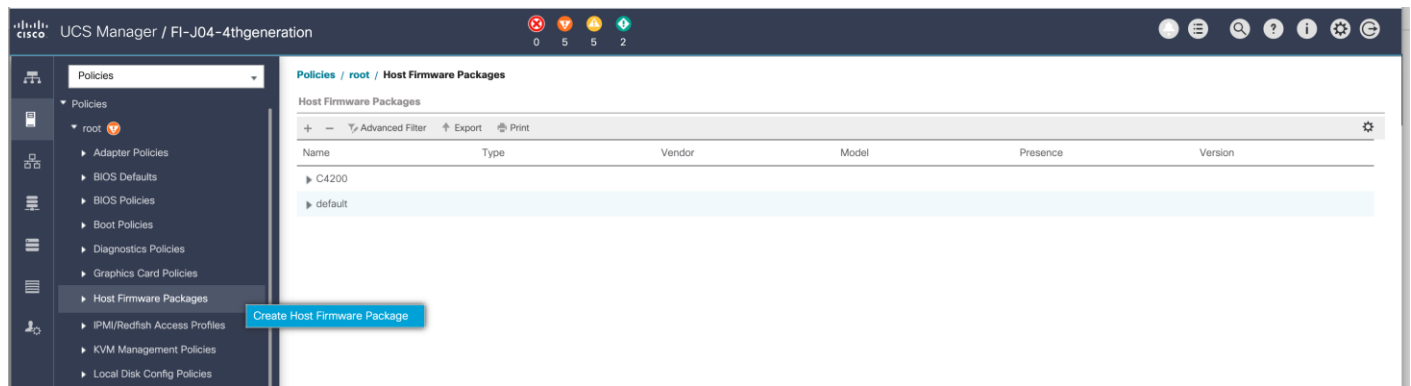 CISCO UCS Manager / FI-J04-4thgeneration
0 5 5 2
Policies
Policies
root
Adapter Policies
BIOS Defaults
BIOS Policies
Boot Policies
Diagnostics Policies
Graphics Card Policies
Host Firmware Packages
IPMI/Redfish Access Profiles
KVM Management Policies
Local Disk Config Policies
Create Host Firmware Package
Policies / root / Host Firmware Packages
Host Firmware Packages
+ − Advanced Filter Export Print
Name Type Vendor Model Presence Version
C4200
default